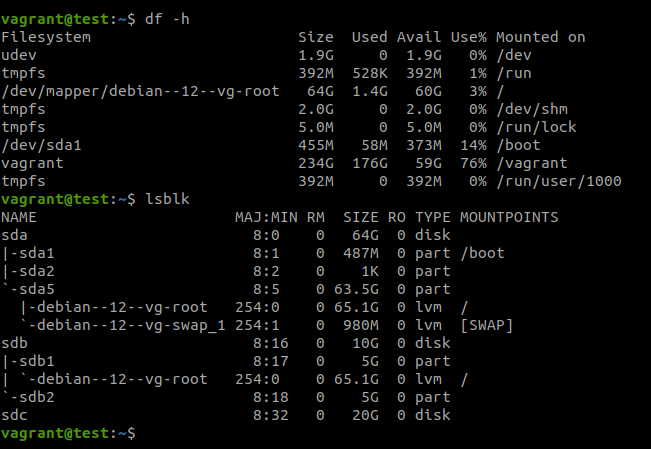 vagrant@test:~$ df -h
Filesystem                       Size  Used Avail Use% Mounted on
udev                             1.9G     0  1.9G   0% /dev
tmpfs                            392M  528K  392M   1% /run
/dev/mapper/debian--12--vg-root   64G  1.4G   60G   3% /
tmpfs                            2.0G     0  2.0G   0% /dev/shm
tmpfs                            5.0M     0  5.0M   0% /run/lock
/dev/sda1                        455M   58M  373M  14% /boot
vagrant                          234G  176G   59G  76% /vagrant
tmpfs                            392M     0  392M   0% /run/user/1000
vagrant@test:~$ lsblk
NAME                      MAJ:MIN RM  SIZE RO TYPE MOUNTPOINTS
sda                         8:0    0   64G  0 disk
|-sda1                      8:1    0  487M  0 part /boot
|-sda2                      8:2    0    1K  0 part
`-sda5                      8:5    0 63.5G  0 part
  |-debian--12--vg-root   254:0    0 65.1G  0 lvm  /
  `-debian--12--vg-swap_1 254:1    0  980M  0 lvm  [SWAP]
sdb                         8:16   0   10G  0 disk
|-sdb1                      8:17   0    5G  0 part
| `-debian--12--vg-root   254:0    0 65.1G  0 lvm  /
`-sdb2                      8:18   0    5G  0 part
sdc                         8:32   0   20G  0 disk
vagrant@test:~$